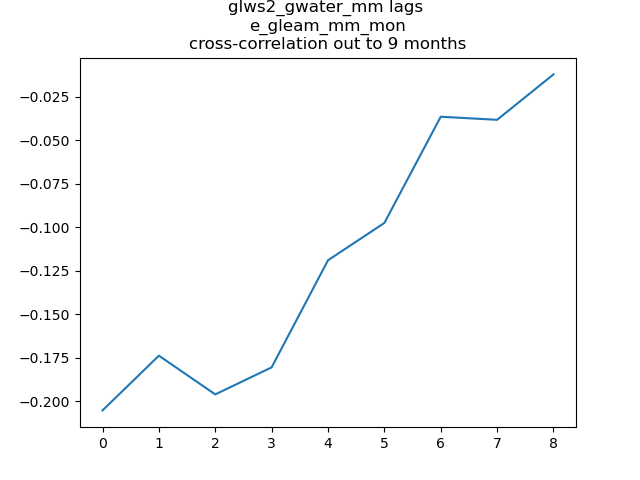 glws2_gwater_mm lags
e_gleam_mm_mon
cross-correlation out to 9 months
−0.025
−0.050
−0.075
−0.100
−0.125
−0.150
−0.175
−0.200
0 1 2 3 4 5 6 7 8